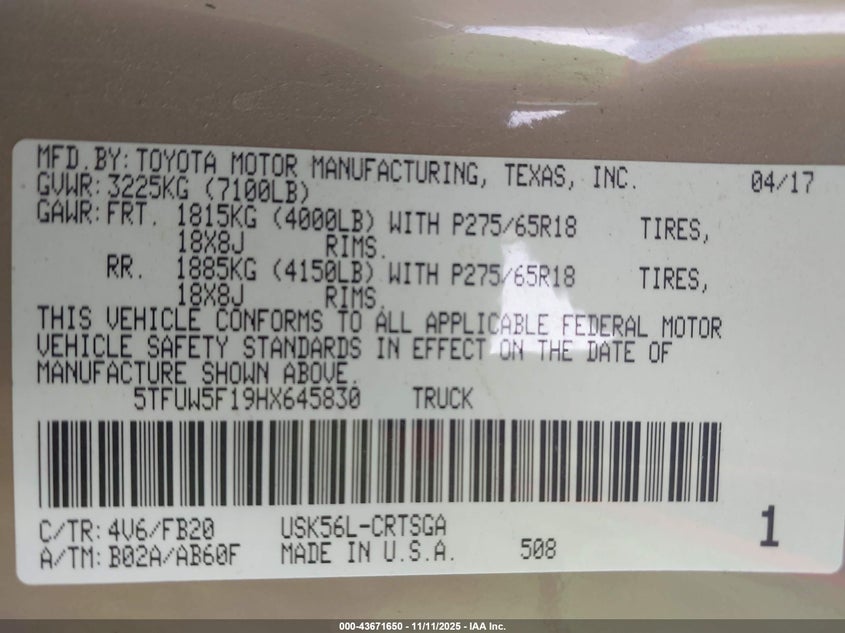 MFD. BY: TOYOTA MOTOR MANUFACTURING, TEXAS, INC. 04/17
GVWR: 3225KG (7100LB)
GAWR: FRT. 1815KG (4000LB) WITH P275/65R18 TIRES,
18X8J RIMS.
RR. 1885KG (4150LB) WITH P275/65R18 TIRES,
18X8J RIMS.
THIS VEHICLE CONFORMS TO ALL APPLICABLE FEDERAL MOTOR
VEHICLE SAFETY STANDARDS IN EFFECT ON THE DATE OF
MANUFACTURE SHOWN ABOVE.
5TFUW5F19HX645830 TRUCK
C/TR: 4V6/FB20 USK56L-CRTSGA 1
A/TM: B02A/AB60F MADE IN U.S.A. 508
000-43671650 - 11/11/2025 - IAA Inc.